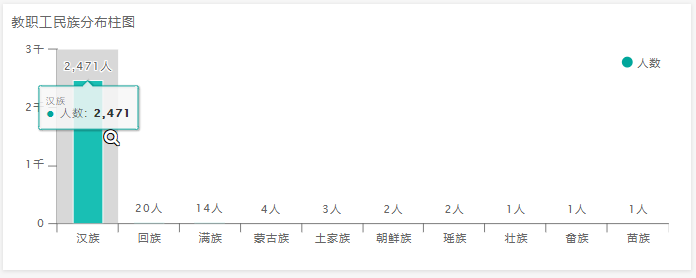 教职工民族分布柱图
3千
人数
2,471人
汉族
人数: 2,471
2千
1千
20人 14人 4人 3人 2人 2人 1人 1人 1人
0
汉族 回族 满族 蒙古族 土家族 朝鲜族 瑶族 壮族 畲族 苗族